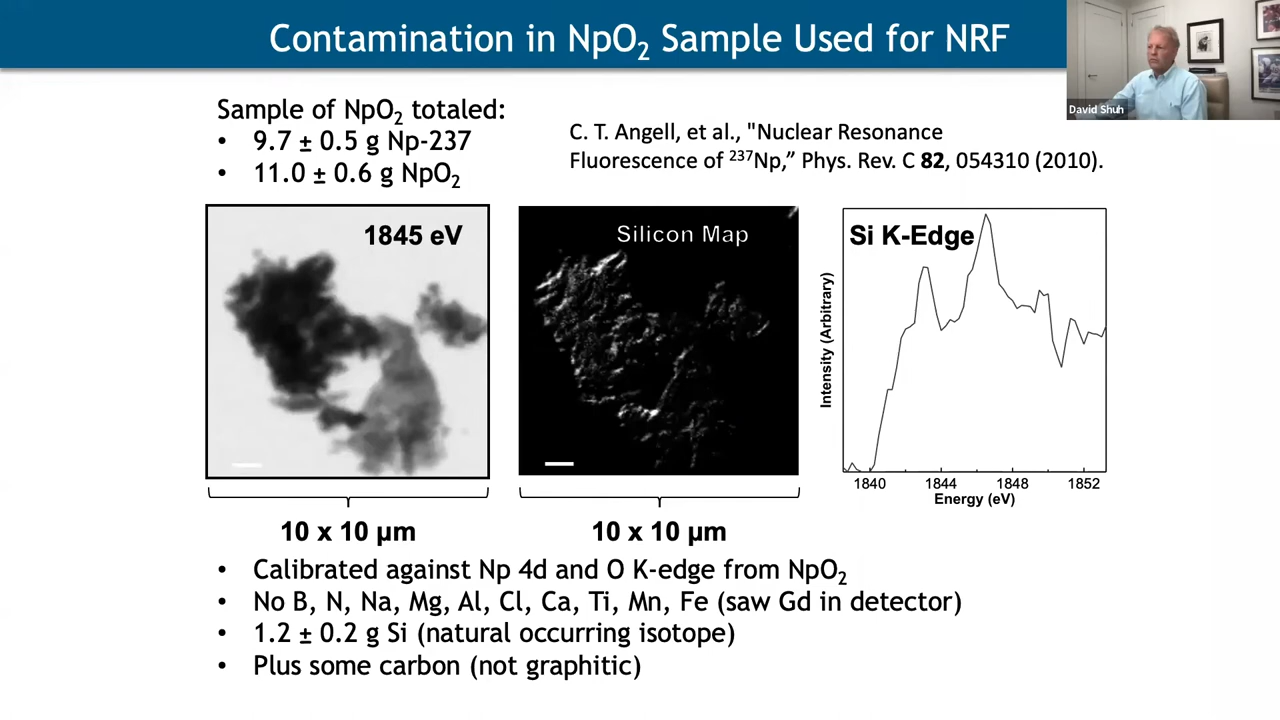 Contamination in NpO₂ Sample Used for NRF
David Shuh
Sample of NpO₂ totaled:
• 9.7 ± 0.5 g Np-237
• 11.0 ± 0.6 g NpO₂
C. T. Angell, et al., "Nuclear Resonance
Fluorescence of ²³⁷Np,” Phys. Rev. C 82, 054310 (2010).
1845 eV
Silicon Map
Si K-Edge
Intensity (Arbitrary)
1840 1844 1848 1852
Energy (eV)
10 x 10 µm
10 x 10 µm
• Calibrated against Np 4d and O K-edge from NpO₂
• No B, N, Na, Mg, Al, Cl, Ca, Ti, Mn, Fe (saw Gd in detector)
• 1.2 ± 0.2 g Si (natural occurring isotope)
• Plus some carbon (not graphitic)